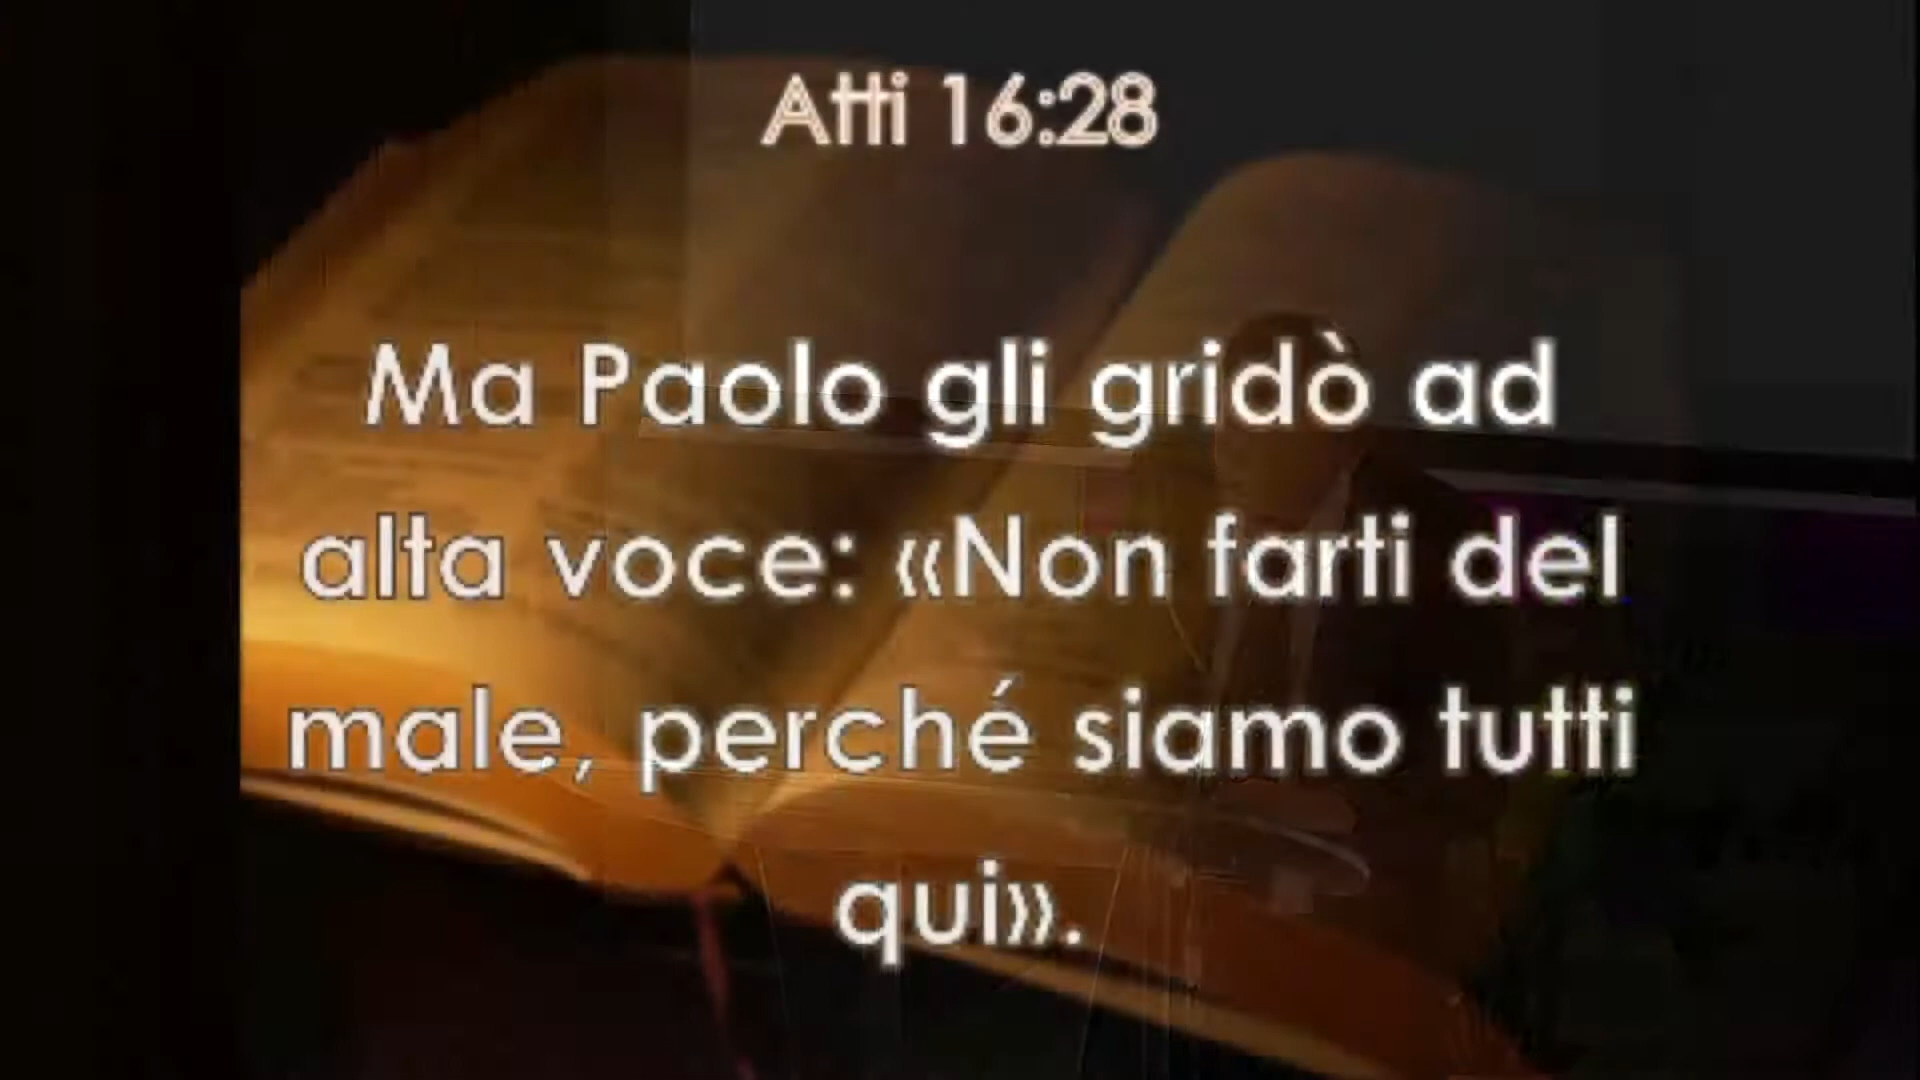 Atti 16:28
Ma Paolo gli gridò ad
alta voce: «Non farti del
male, perché siamo tutti
qui».